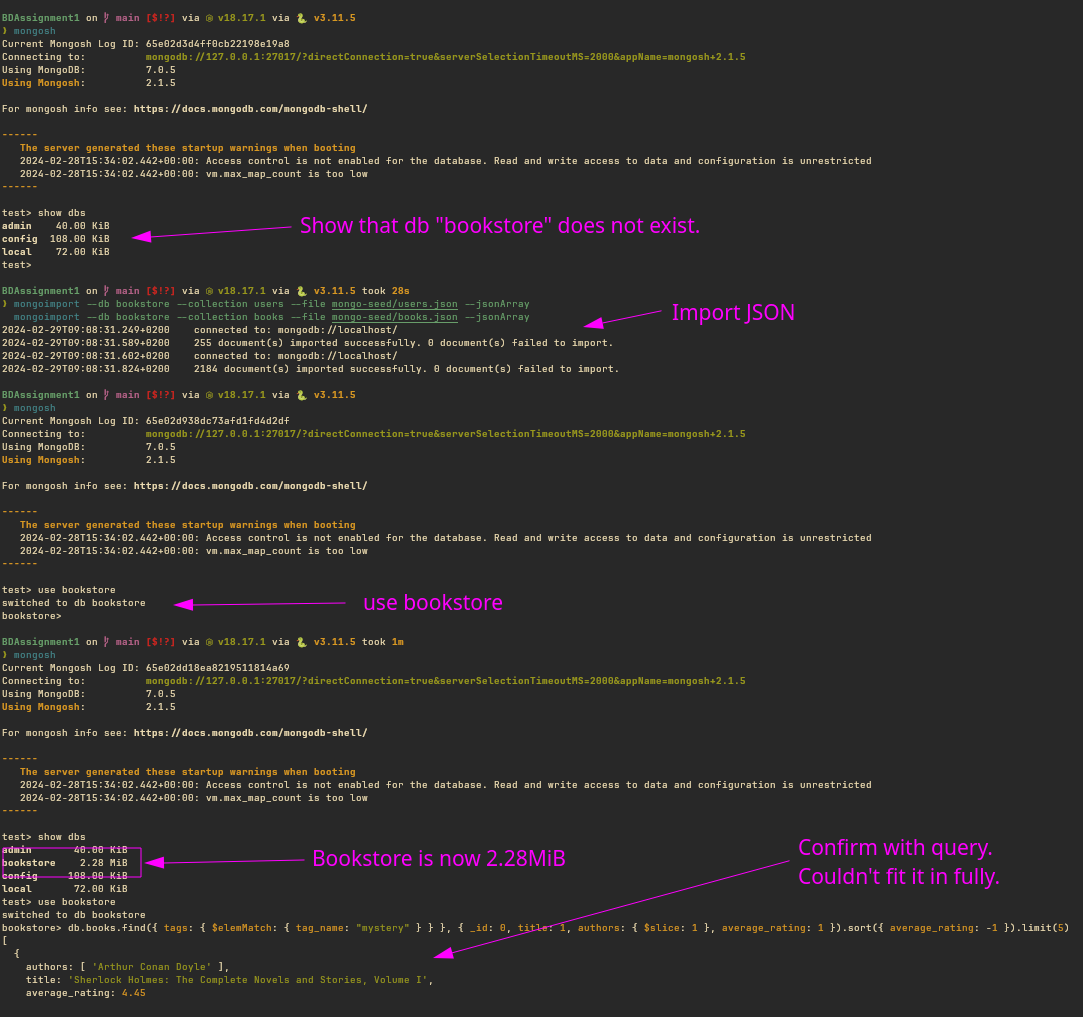 BDAssignment1 on main [$!?] via v18.17.1 via v3.11.5
❯ mongosh
Current Mongosh Log ID: 65e02d3d4ff0cb22198e19a8
Connecting to: mongodb://127.0.0.1:27017/?directConnection=true&serverSelectionTimeoutMS=2000&appName=mongosh+2.1.5
Using MongoDB: 7.0.5
Using Mongosh: 2.1.5
For mongosh info see: https://docs.mongodb.com/mongodb-shell/
------
The server generated these startup warnings when booting
2024-02-28T15:34:02.442+00:00: Access control is not enabled for the database. Read and write access to data and configuration is unrestricted
2024-02-28T15:34:02.442+00:00: vm.max_map_count is too low
------
test> show dbs
admin 40.00 KiB
Show that db "bookstore" does not exist.
config 108.00 KiB
local 72.00 KiB
test>
BDAssignment1 on main [$!?] via v18.17.1 via v3.11.5 took 28s
❯ mongoimport --db bookstore --collection users --file mongo-seed/users.json --jsonArray
mongoimport --db bookstore --collection books --file mongo-seed/books.json --jsonArray
Import JSON
2024-02-29T09:08:31.249+0200 connected to: mongodb://localhost/
2024-02-29T09:08:31.589+0200 255 document(s) imported successfully. 0 document(s) failed to import.
2024-02-29T09:08:31.602+0200 connected to: mongodb://localhost/
2024-02-29T09:08:31.824+0200 2184 document(s) imported successfully. 0 document(s) failed to import.
BDAssignment1 on main [$!?] via v18.17.1 via v3.11.5
❯ mongosh
Current Mongosh Log ID: 65e02d938dc73afd1fd4d2df
Connecting to: mongodb://127.0.0.1:27017/?directConnection=true&serverSelectionTimeoutMS=2000&appName=mongosh+2.1.5
Using MongoDB: 7.0.5
Using Mongosh: 2.1.5
For mongosh info see: https://docs.mongodb.com/mongodb-shell/
------
The server generated these startup warnings when booting
2024-02-28T15:34:02.442+00:00: Access control is not enabled for the database. Read and write access to data and configuration is unrestricted
2024-02-28T15:34:02.442+00:00: vm.max_map_count is too low
------
test> use bookstore
switched to db bookstore
use bookstore
bookstore>
BDAssignment1 on main [$!?] via v18.17.1 via v3.11.5 took 1m
❯ mongosh
Current Mongosh Log ID: 65e02dd18ea8219511814a69
Connecting to: mongodb://127.0.0.1:27017/?directConnection=true&serverSelectionTimeoutMS=2000&appName=mongosh+2.1.5
Using MongoDB: 7.0.5
Using Mongosh: 2.1.5
For mongosh info see: https://docs.mongodb.com/mongodb-shell/
------
The server generated these startup warnings when booting
2024-02-28T15:34:02.442+00:00: Access control is not enabled for the database. Read and write access to data and configuration is unrestricted
2024-02-28T15:34:02.442+00:00: vm.max_map_count is too low
------
test> show dbs
admin 40.00 KiB
bookstore 2.28 MiB
Bookstore is now 2.28MiB
config 108.00 KiB
local 72.00 KiB
Confirm with query.
Couldn't fit it in fully.
test> use bookstore
switched to db bookstore
bookstore> db.books.find({ tags: { $elemMatch: { tag_name: "mystery" } } }, { _id: 0, title: 1, authors: { $slice: 1 }, average_rating: 1 }).sort({ average_rating: -1 }).limit(5)
[
{
authors: [ 'Arthur Conan Doyle' ],
title: 'Sherlock Holmes: The Complete Novels and Stories, Volume I',
average_rating: 4.45